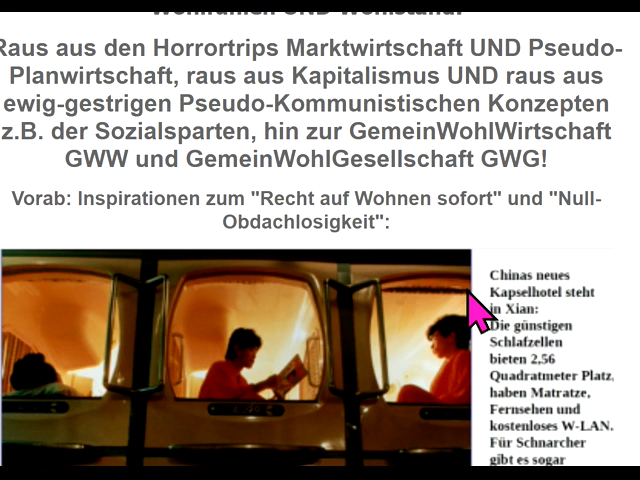 Wohlfühlen UND Wohlstand?
Raus aus den Horrortrips Marktwirtschaft UND Pseudo-
Planwirtschaft, raus aus Kapitalismus UND raus aus
ewig-gestrigen Pseudo-Kommunistischen Konzepten
z.B. der Sozialsparten, hin zur GemeinWohlWirtschaft
GWW und GemeinWohlGesellschaft GWG!
Vorab: Inspirationen zum "Recht auf Wohnen sofort" und "Null-
Obdachlosigkeit":
Chinas neues
Kapselhotel steht
in Xian:
Die günstigen
Schlafzellen
bieten 2,56
Quadratmeter Platz,
haben Matratze,
Fernsehen und
kostenloses W-LAN.
Für Schnarcher
gibt es sogar